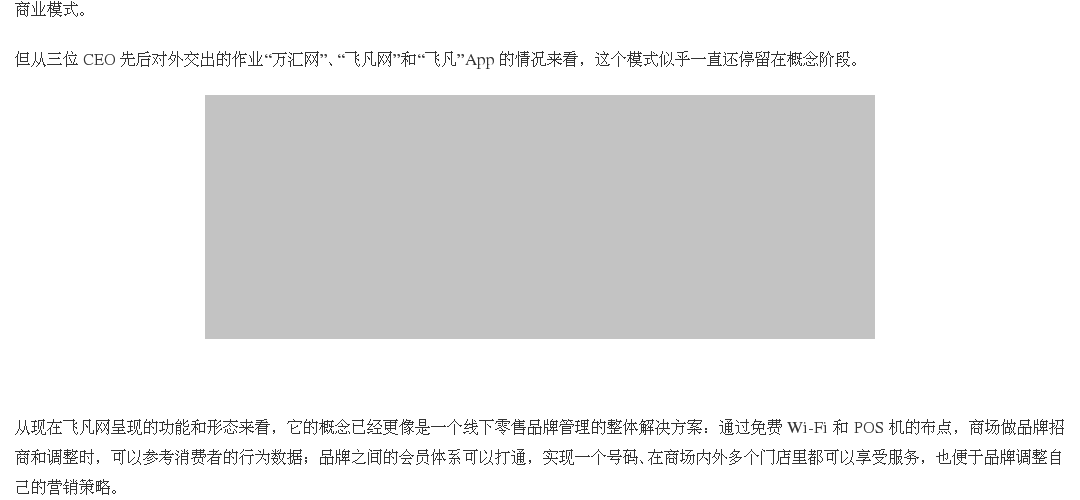 商业模式。
但从三位 CEO 先后对外交出的作业“万汇网”、“飞凡网”和“飞凡”App 的情况来看，这个模式似乎一直还停留在概念阶段。
从现在飞凡网呈现的功能和形态来看，它的概念已经更像是一个线下零售品牌管理的整体解决方案：通过免费 Wi-Fi 和 POS 机的布点，商场做品牌招
商和调整时，可以参考消费者的行为数据；品牌之间的会员体系可以打通，实现一个号码、在商场内外多个门店里都可以享受服务，也便于品牌调整自
己的营销策略。